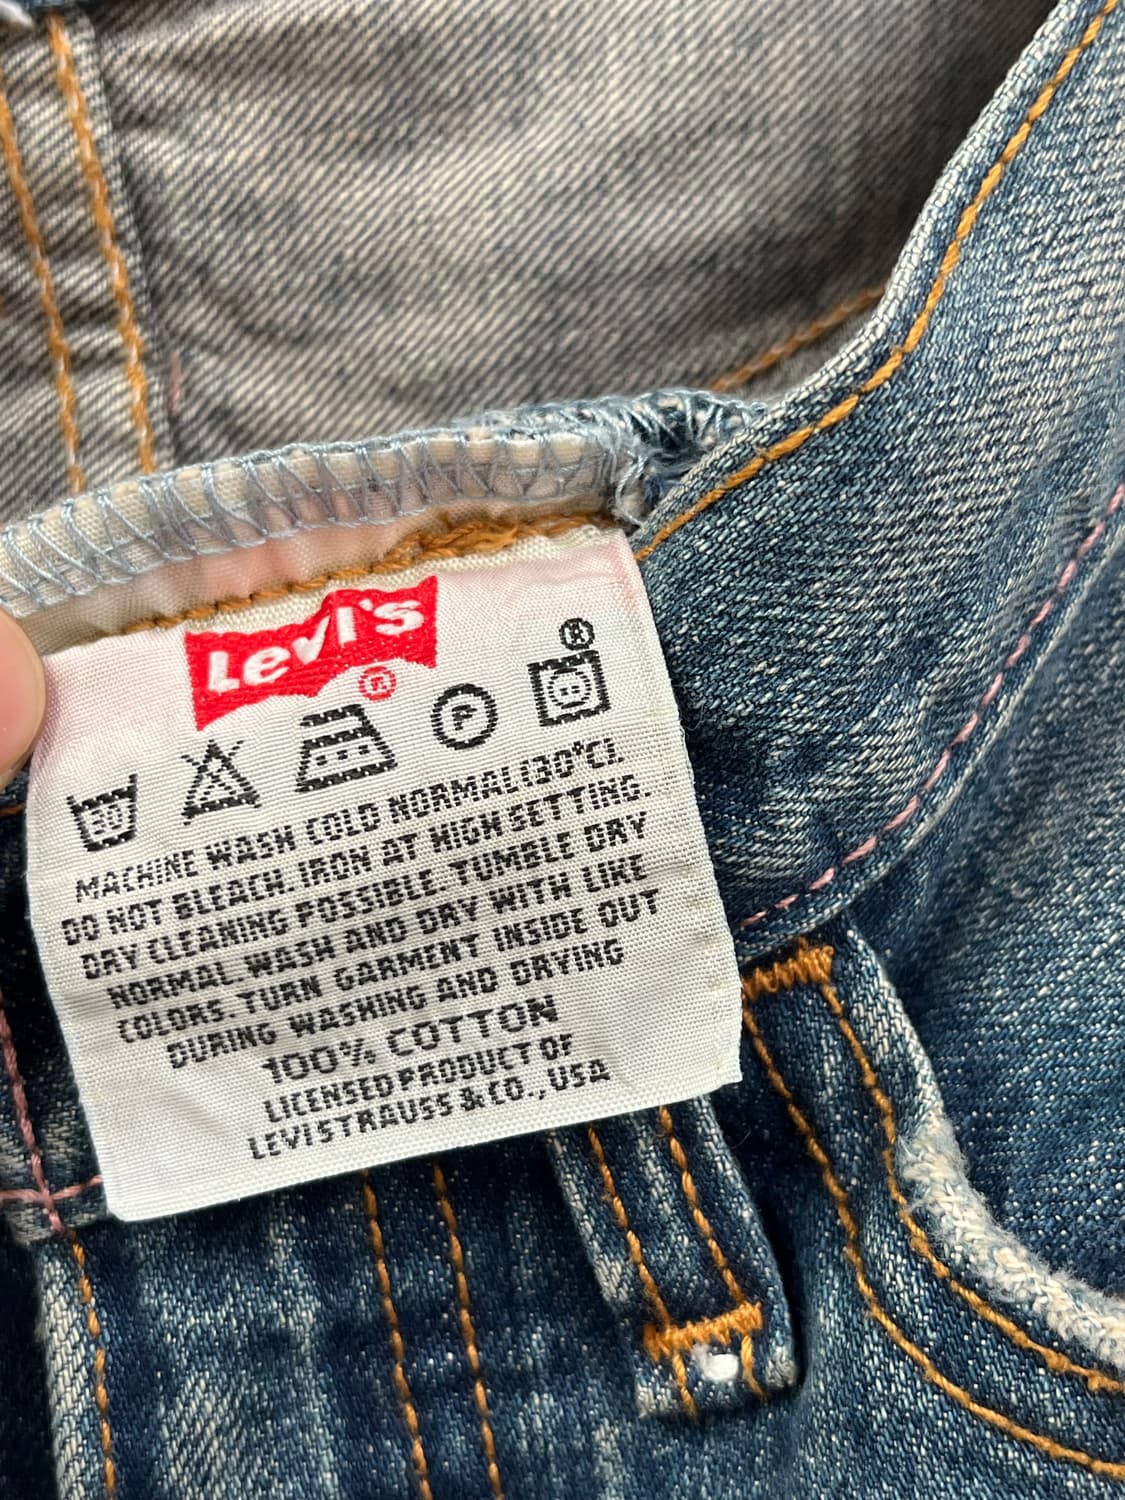 Levi's
®
®
30 P
MACHINE WASH COLD NORMAL (30°C).
DO NOT BLEACH. IRON AT HIGH SETTING.
DRY CLEANING POSSIBLE. TUMBLE DRY
NORMAL. WASH AND DRY WITH LIKE
COLORS. TURN GARMENT INSIDE OUT
DURING WASHING AND DRYING
100% COTTON
LICENSED PRODUCT OF
LEVI STRAUSS & CO., USA